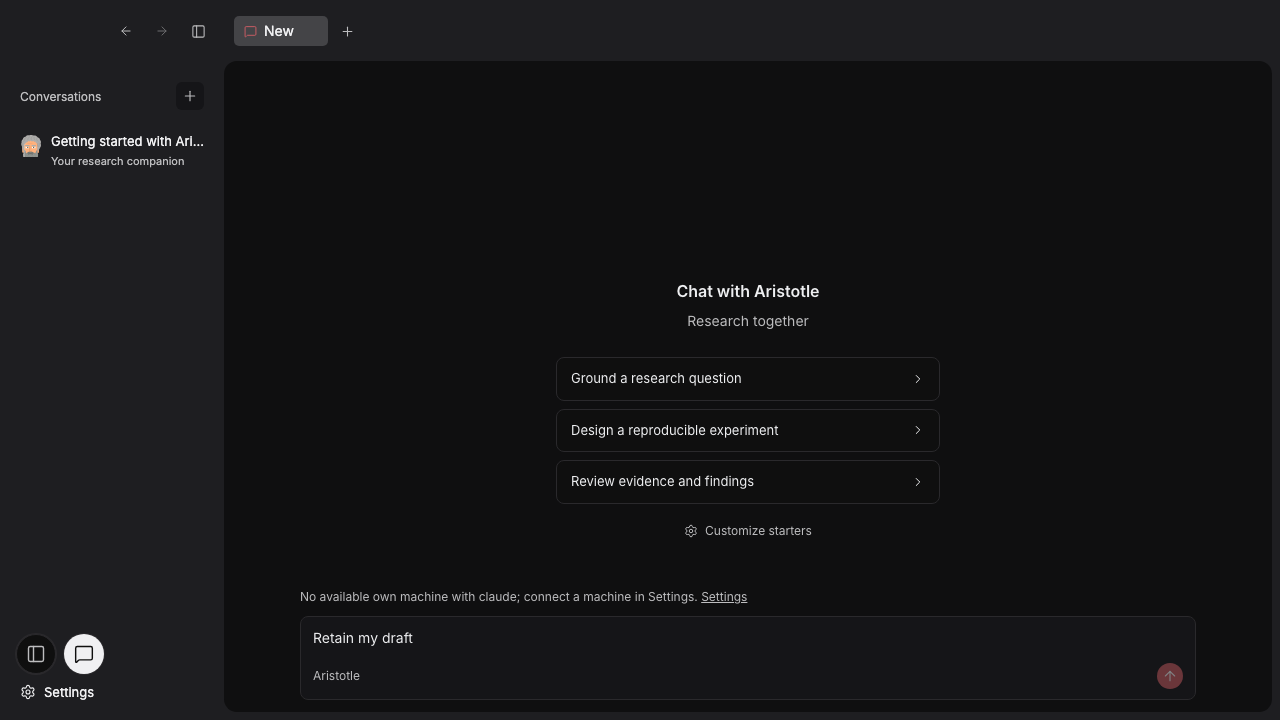 New
Conversations
Getting started with Ari...
Your research companion
Chat with Aristotle
Research together
Ground a research question
Design a reproducible experiment
Review evidence and findings
Customize starters
No available own machine with claude; connect a machine in Settings. Settings
Retain my draft
Aristotle
Settings